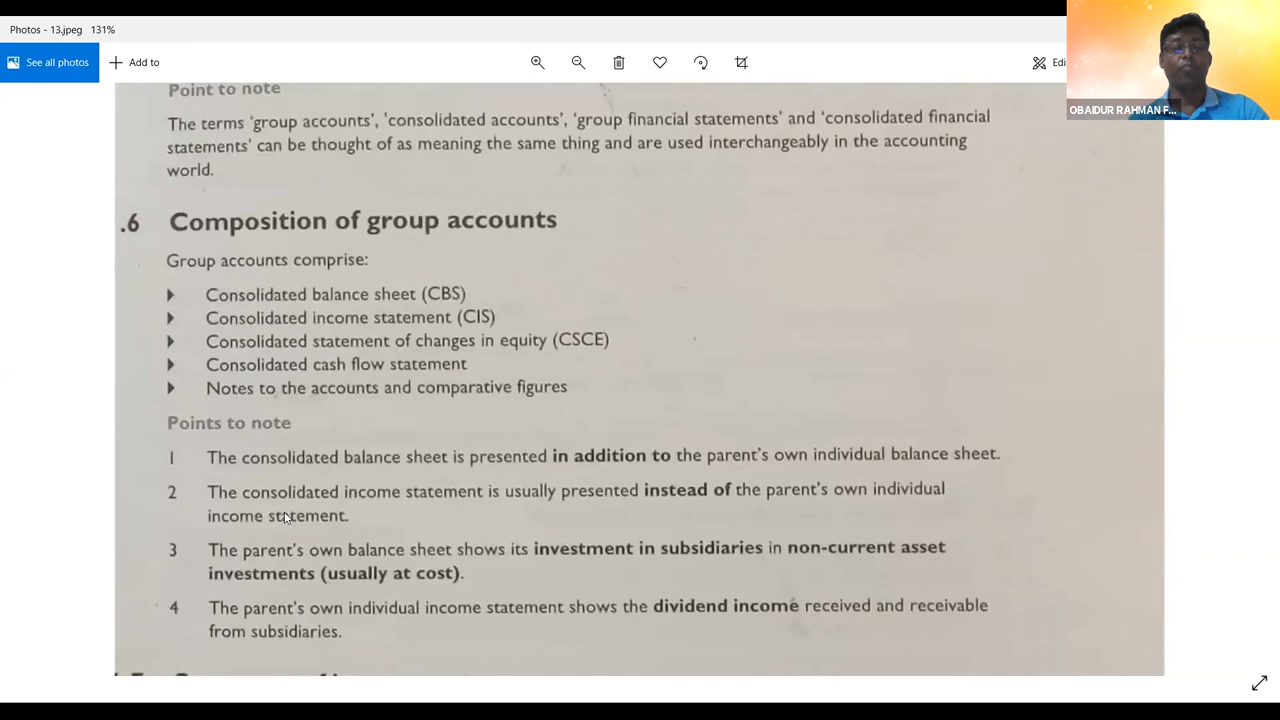 Photos - 13.jpeg 131%
See all photos
Add to
OBAIDUR RAHMAN F...
Point to note
The terms 'group accounts', 'consolidated accounts', 'group financial statements' and 'consolidated financial
statements' can be thought of as meaning the same thing and are used interchangeably in the accounting
world.
.6 Composition of group accounts
Group accounts comprise:
Consolidated balance sheet (CBS)
Consolidated income statement (CIS)
Consolidated statement of changes in equity (CSCE)
Consolidated cash flow statement
Notes to the accounts and comparative figures
Points to note
1 The consolidated balance sheet is presented in addition to the parent's own individual balance sheet.
2 The consolidated income statement is usually presented instead of the parent's own individual
income statement.
3 The parent's own balance sheet shows its investment in subsidiaries in non-current asset
investments (usually at cost).
4 The parent's own individual income statement shows the dividend income received and receivable
from subsidiaries.